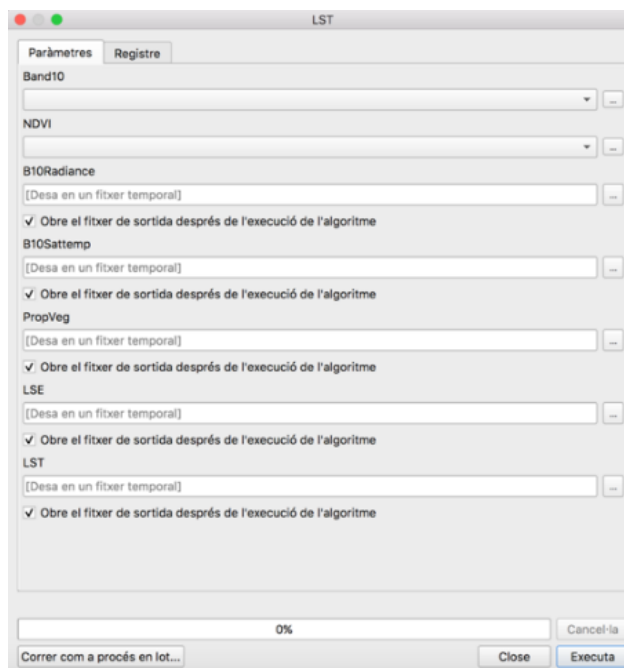 LST
Paràmetres Registre
Band10
...
NDVI
...
B10Radiance
[Desa en un fitxer temporal] ...
Obre el fitxer de sortida després de l'execució de l'algoritme
B10Sattemp
[Desa en un fitxer temporal] ...
Obre el fitxer de sortida després de l'execució de l'algoritme
PropVeg
[Desa en un fitxer temporal] ...
Obre el fitxer de sortida després de l'execució de l'algoritme
LSE
[Desa en un fitxer temporal] ...
Obre el fitxer de sortida després de l'execució de l'algoritme
LST
[Desa en un fitxer temporal] ...
Obre el fitxer de sortida després de l'execució de l'algoritme
0% Cancel·la
Correr com a procés en lot... Close Executa